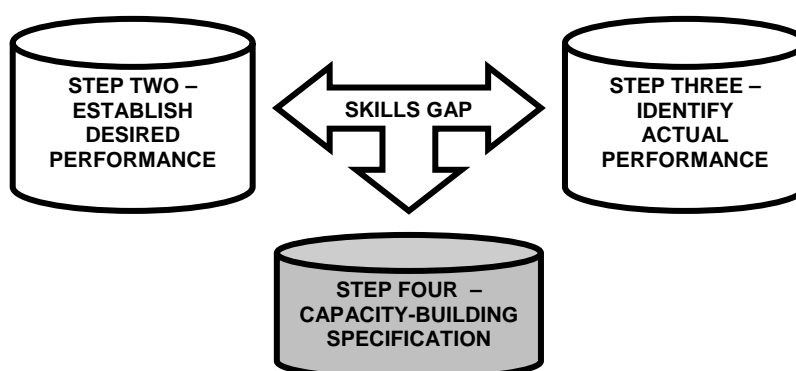 STEP TWO –
ESTABLISH
DESIRED
PERFORMANCE
SKILLS GAP
STEP THREE –
IDENTIFY
ACTUAL
PERFORMANCE
STEP FOUR –
CAPACITY-BUILDING
SPECIFICATION